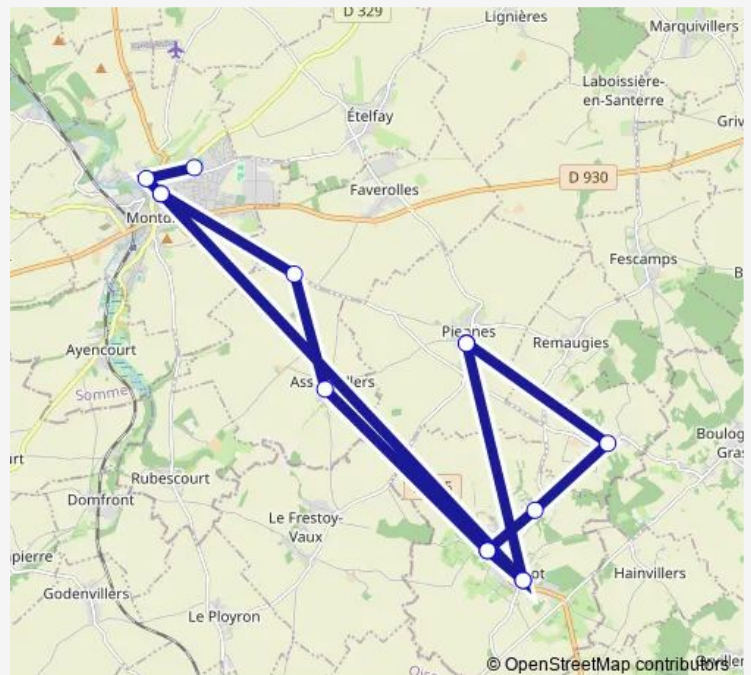 D 329
Lignières
Marquivillers
Laboissière-
en-Santerre
Ételfay
D 930
Faverolles
Fescamps
Remaugies
Ayencourt
Somme
Rubescourt
Domfront
Le Frestoy-
Vaux
Hainvillers
Godenvillers
Le Ployron
© OpenStreetMap contributors